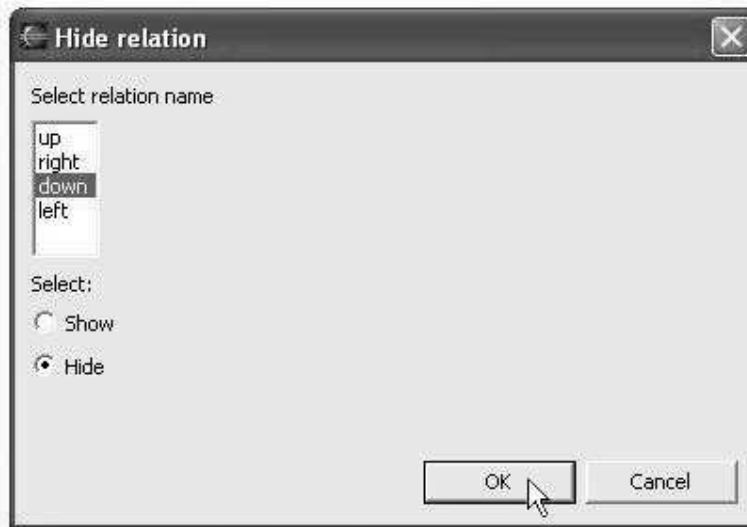 Hide relation
Select relation name
up
right
down
left
Select:
Show
Hide
OK Cancel